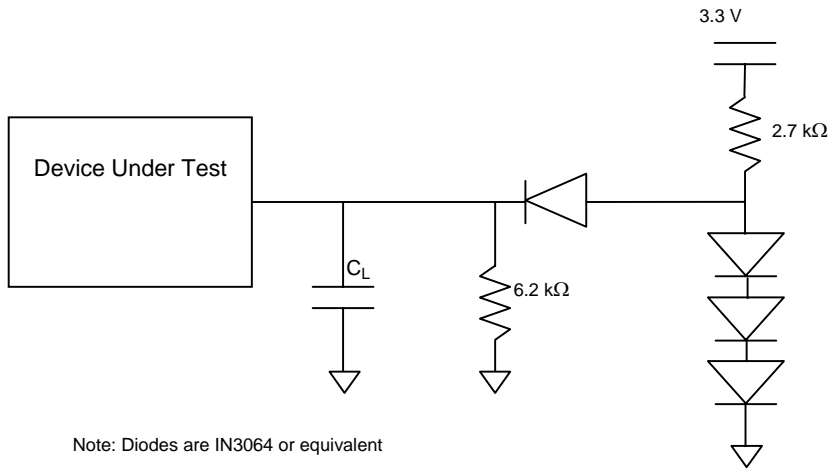 3.3 V
2.7 kΩ
Device Under Test
CL
6.2 kΩ
Note: Diodes are IN3064 or equivalent